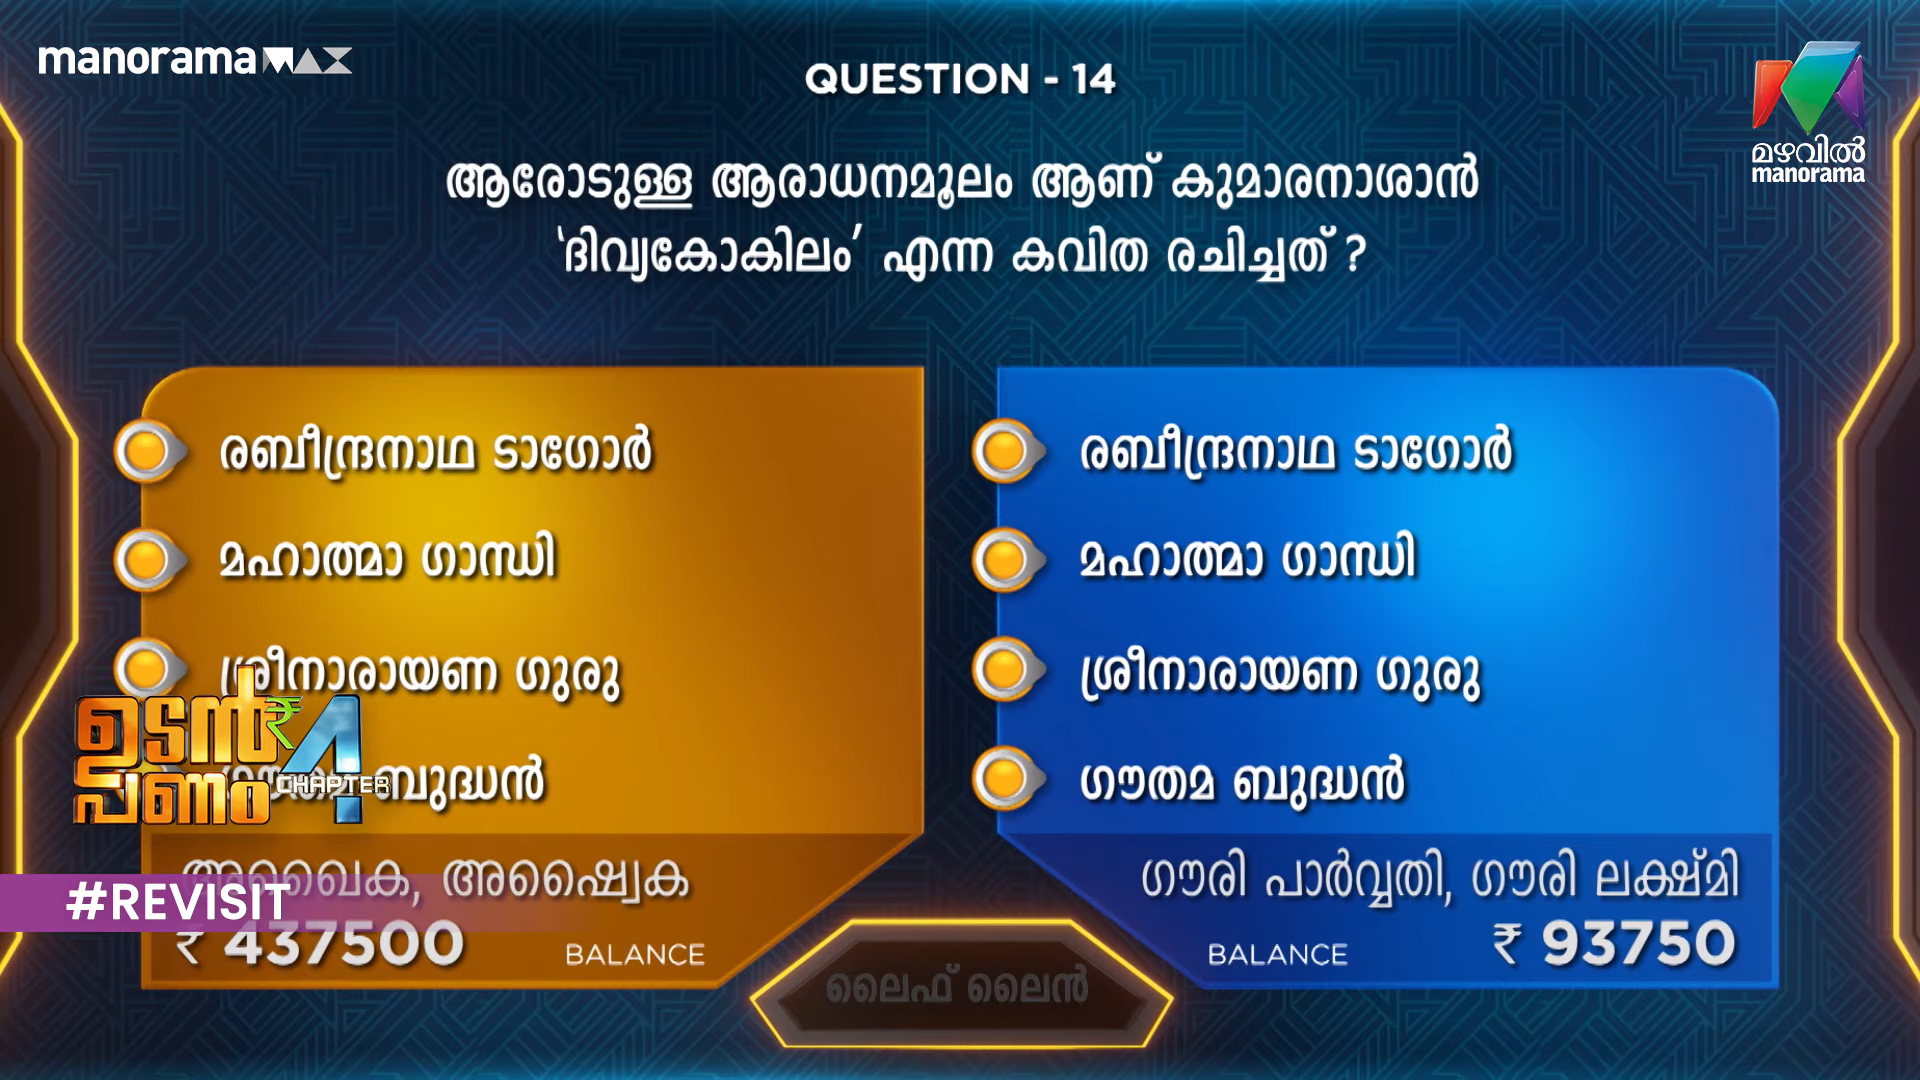 manorama MAX
QUESTION - 14
മഴവിൽ
manorama
ആരോടുള്ള ആരാധനമൂലം ആണ് കുമാരനാശാൻ
'ദിവ്യകോകിലം' എന്ന കവിത രചിച്ചത് ?
രബീന്ദ്രനാഥ ടാഗോർ
മഹാത്മാ ഗാന്ധി
ശ്രീനാരായണ ഗുരു
ഗൗതമ ബുദ്ധൻ
രബീന്ദ്രനാഥ ടാഗോർ
മഹാത്മാ ഗാന്ധി
ശ്രീനാരായണ ഗുരു
ഗൗതമ ബുദ്ധൻ
ഉടൻ
പണം
CHAPTER 4
അഷ്വൈക
#REVISIT
₹ 437500 BALANCE
ഗൗരി പാർവ്വതി, ഗൗരി ലക്ഷ്മി
BALANCE ₹ 93750
ലൈഫ് ലൈൻ